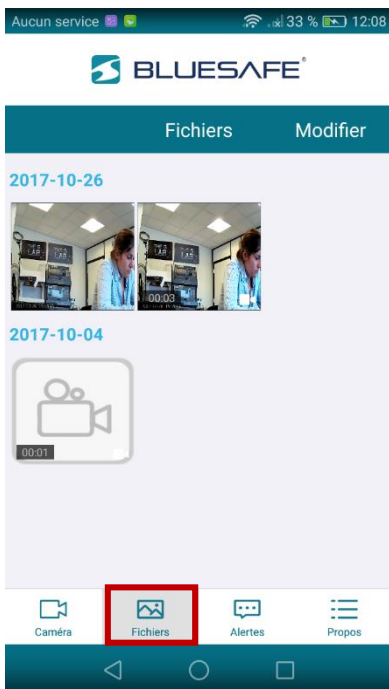 Aucun service 33 % 12:08
BLUESAFE
Fichiers Modifier
2017-10-26
00:03
2017-10-04
00:01
Caméra Fichiers Alertes Propos